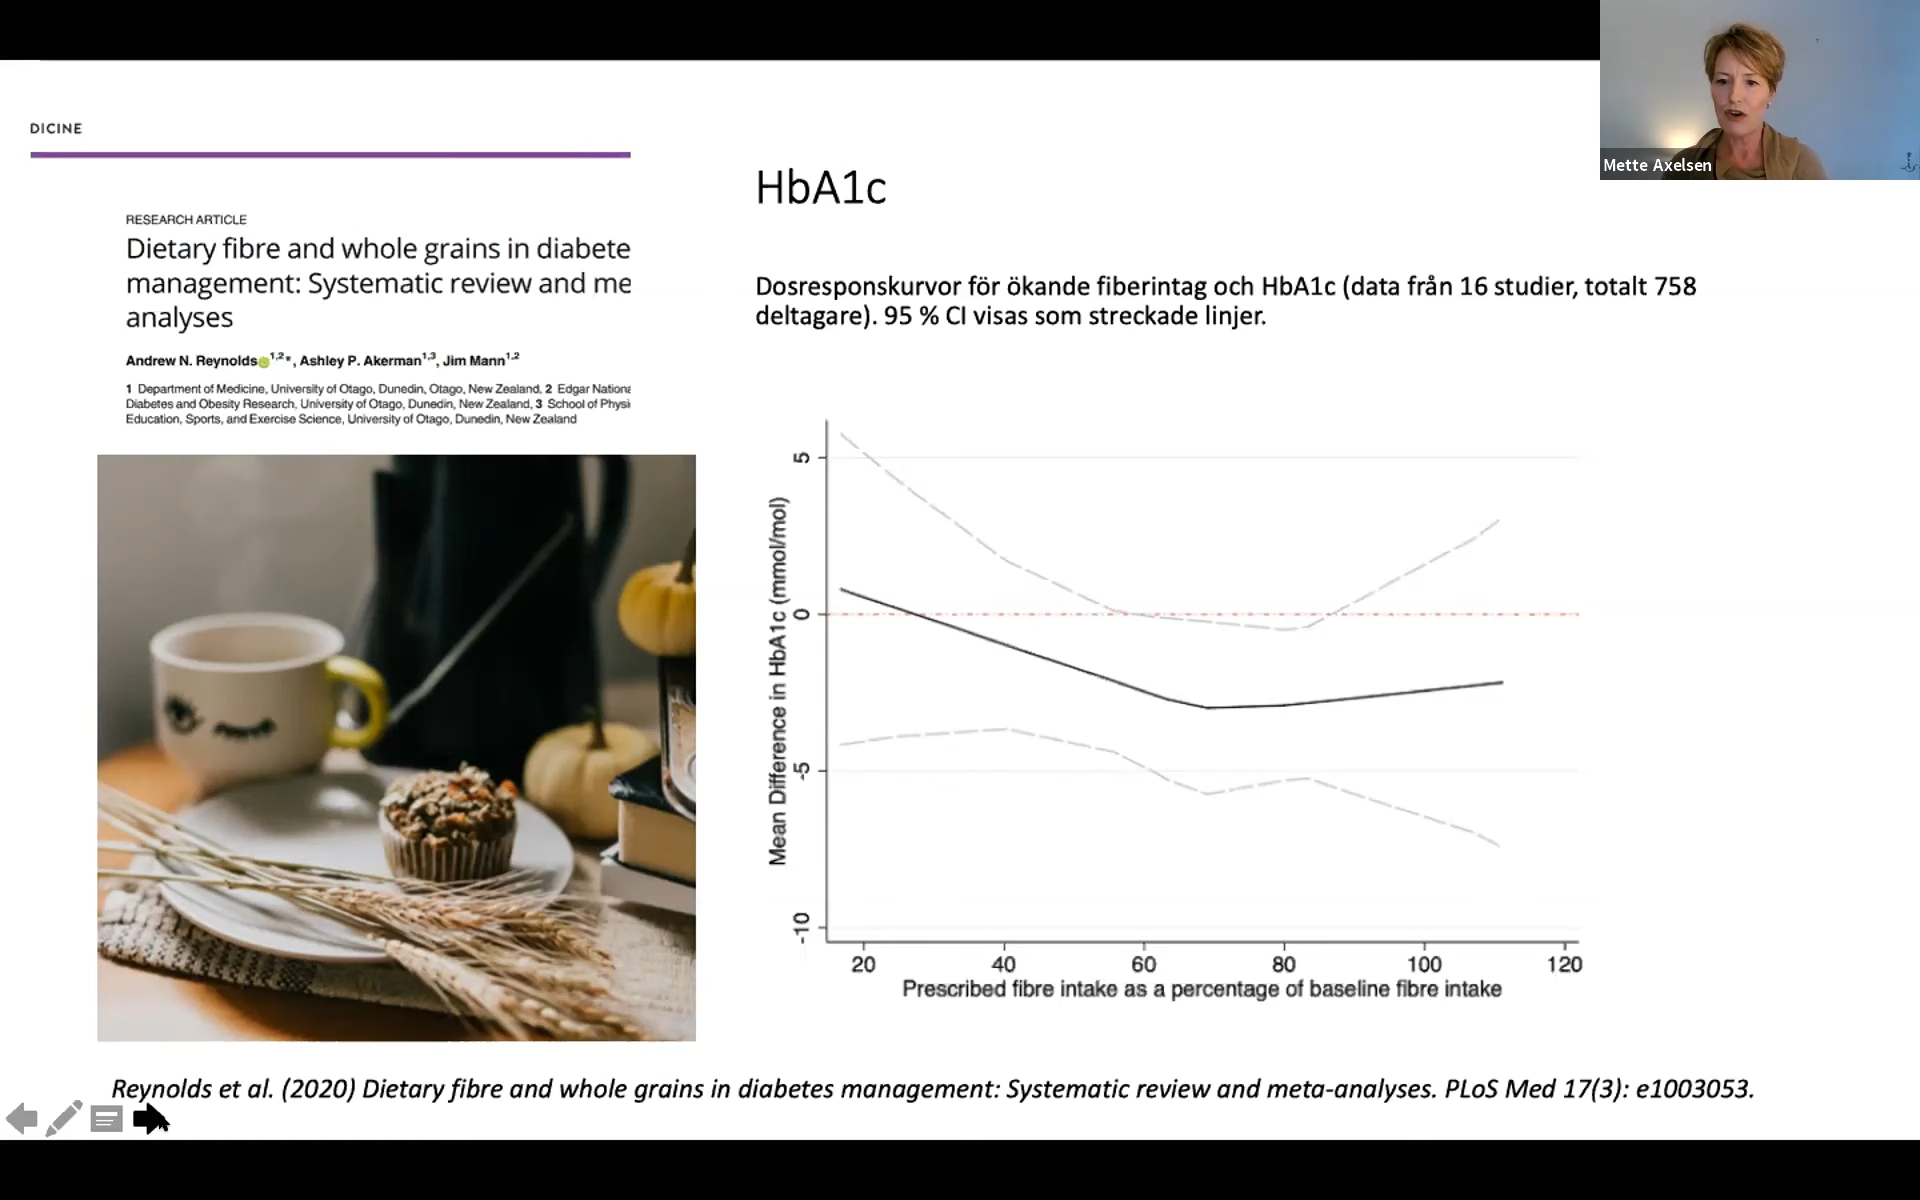 Mette Axelsen
DICINE
RESEARCH ARTICLE
Dietary fibre and whole grains in diabete
management: Systematic review and me
analyses
Andrew N. Reynolds 1,2*, Ashley P. Akerman1,3, Jim Mann1,2
1 Department of Medicine, University of Otago, Dunedin, Otago, New Zealand, 2 Edgar Nationa
Diabetes and Obesity Research, University of Otago, Dunedin, New Zealand, 3 School of Physi
Education, Sports, and Exercise Science, University of Otago, Dunedin, New Zealand
HbA1c
Dosresponskurvor för ökande fiberintag och HbA1c (data från 16 studier, totalt 758
deltagare). 95 % CI visas som streckade linjer.
Mean Difference in HbA1c (mmol/mol)
5
0
-5
-10
20 40 60 80 100 120
Prescribed fibre intake as a percentage of baseline fibre intake
Reynolds et al. (2020) Dietary fibre and whole grains in diabetes management: Systematic review and meta-analyses. PLoS Med 17(3): e1003053.